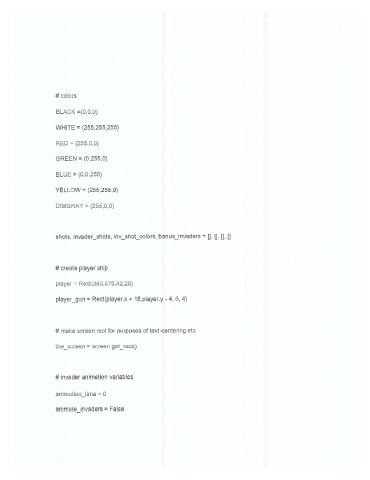 # colors
BLACK =(0,0,0)
WHITE = (255,255,255)
RED = (255,0,0)
GREEN = (0,255,0)
BLUE = (0,0,255)
YELLOW = (255,255,0)
DIMGRAY = (255,0,0)
shots, invader_shots, inv_shot_colors, bonus_invaders = [], [], [], []
# create player ship
player = Rect(380,578,42,20)
player_gun = Rect(player.x + 18,player.y - 4, 6, 4)
# make screen rect for purposes of text-centering etc
the_screen = screen.get_rect()
# invader animation variables
animation_time = 0
animate_invaders = False